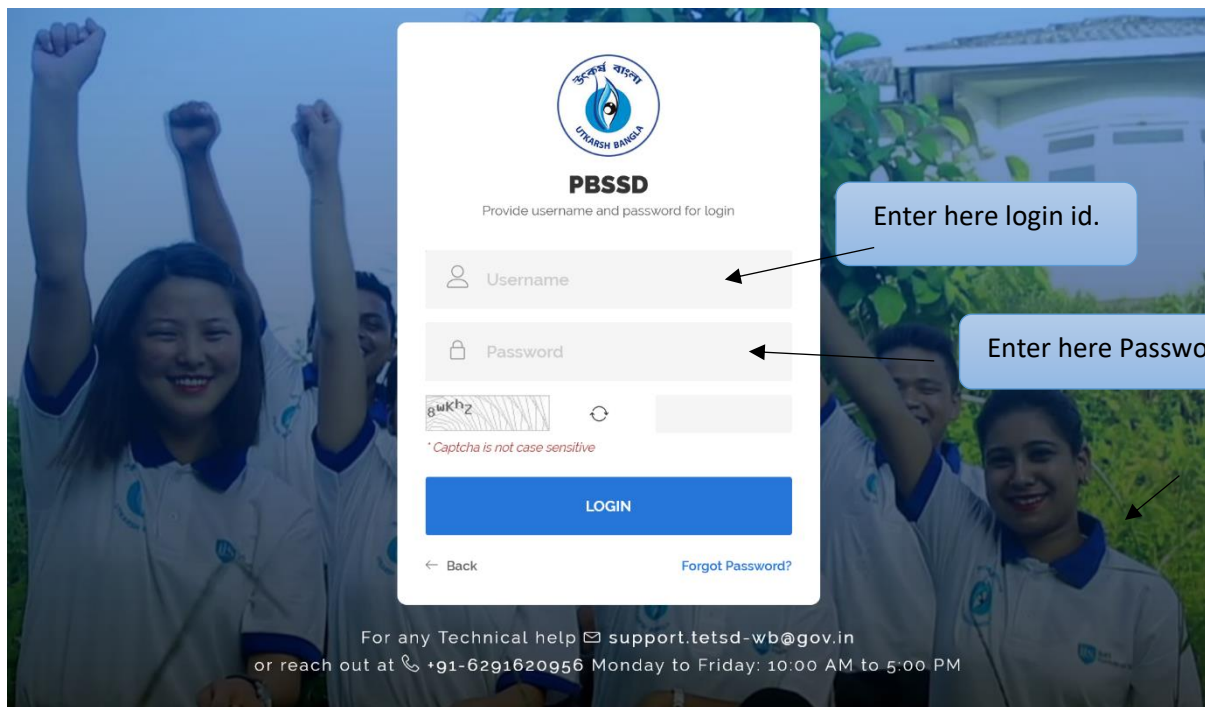 উৎকর্ষ বাংলা
UTKARSH BANGLA
PBSSD
Provide username and password for login
Enter here login id.
Username
Password
Enter here Passwo
8wKhz
* Captcha is not case sensitive
LOGIN
← Back Forgot Password?
For any Technical help support.tetsd-wb@gov.in
or reach out at +91-6291620956 Monday to Friday: 10:00 AM to 5:00 PM